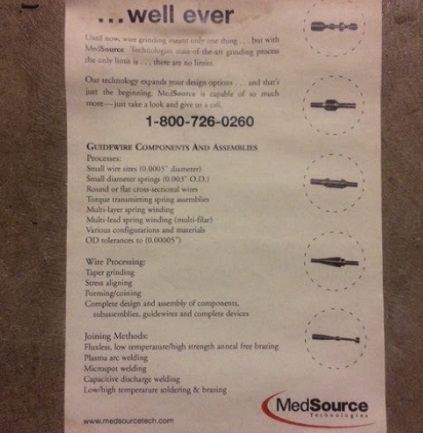 ...well ever
Until now, wire grinding meant only one thing . . . but with
MedSource Technologies state-of-the-art grinding process
the only limit is . . . there are no limits.
Our technology expands your design options . . . and that's
just the beginning. MedSource is capable of so much
more—just take a look and give us a call.
1-800-726-0260
GUIDEWIRE COMPONENTS AND ASSEMBLIES
Processes:
Small wire sizes (0.0005" diameter)
Small diameter springs (0.003" O.D.)
Round or flat cross-sectional wires
Torque transmitting spring assemblies
Multi-layer spring winding
Multi-lead spring winding (multi-filar)
Various configurations and materials
OD tolerances to (0.00005")
Wire Processing:
Taper grinding
Stress aligning
Forming/coining
Complete design and assembly of components,
subassemblies, guidewires and complete devices
Joining Methods:
Fluxless, low temperature/high strength anneal free brazing
Plasma arc welding
Microspot welding
Capacitive discharge welding
Low/high temperature soldering & brazing
www.medsourcetech.com
MedSource
Technologies